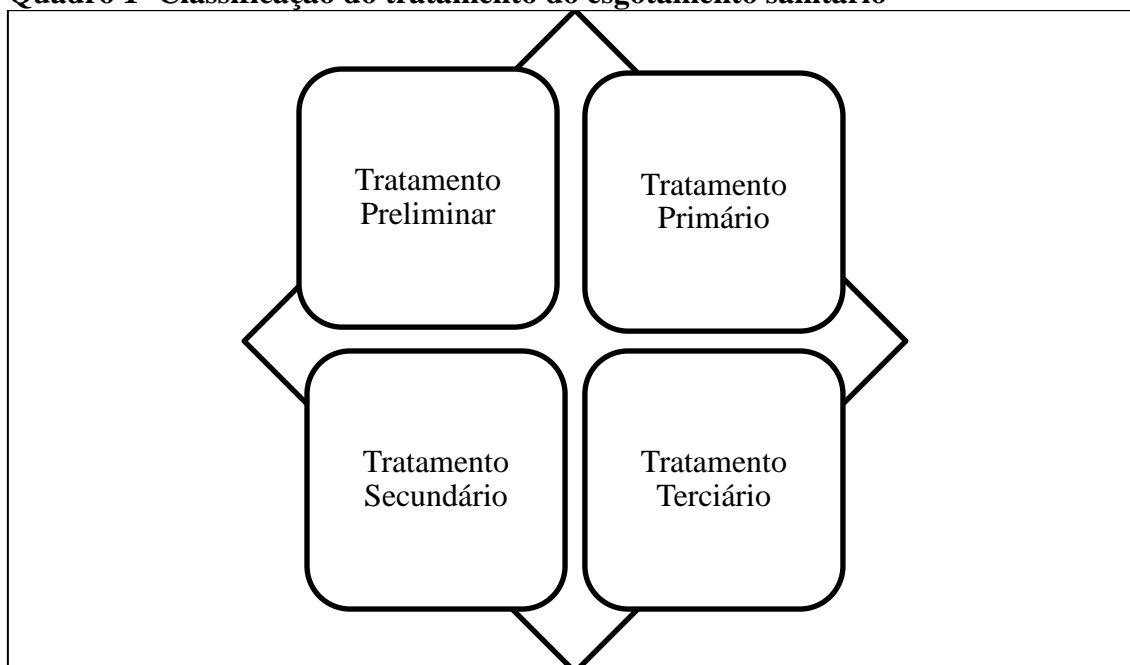 Quadro 1- Classificação do tratamento do esgotamento sanitário
Tratamento
Preliminar
Tratamento
Primário
Tratamento
Secundário
Tratamento
Terciário